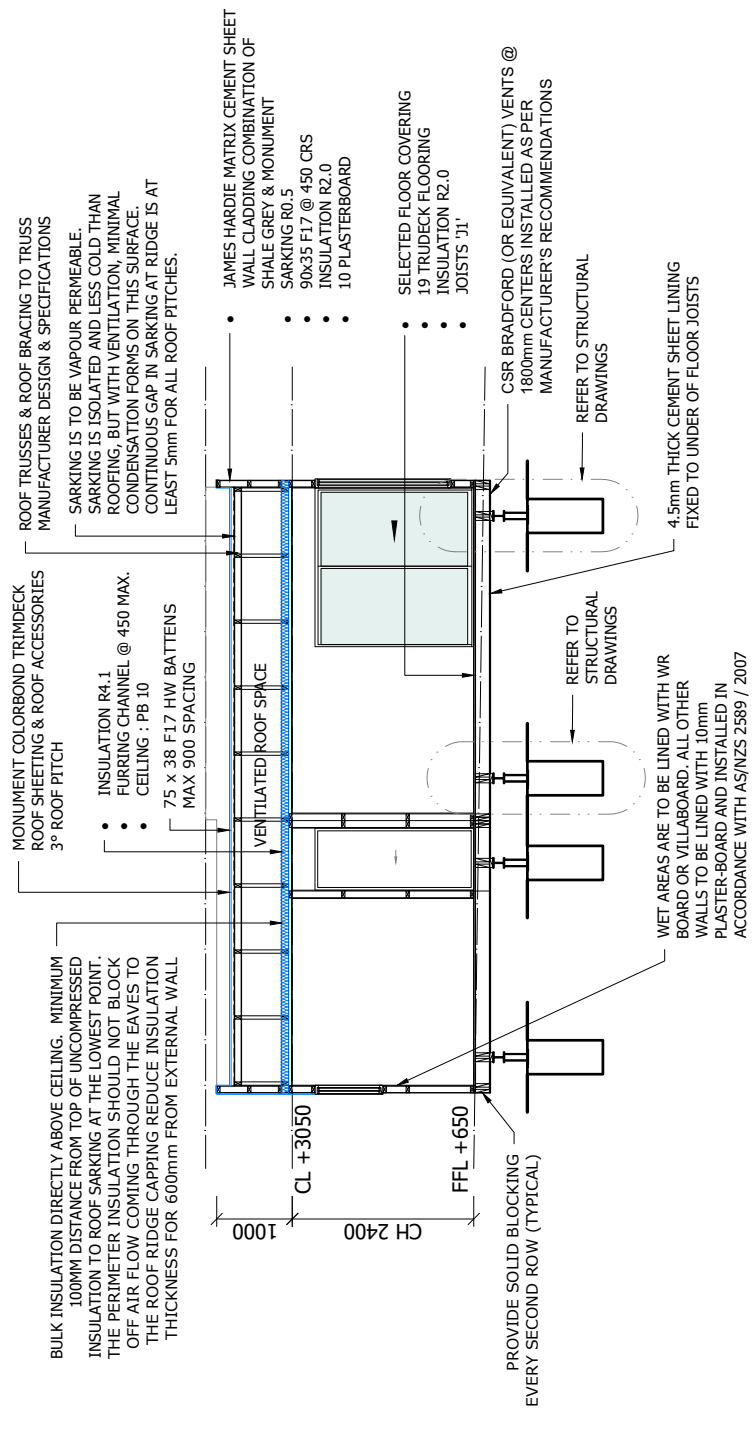 BULK INSULATION DIRECTLY ABOVE CEILING. MINIMUM
100MM DISTANCE FROM TOP OF UNCOMPRESSED
INSULATION TO ROOF SARKING AT THE LOWEST POINT.
THE PERIMETER INSULATION SHOULD NOT BLOCK
OFF AIR FLOW COMING THROUGH THE EAVES TO
THE ROOF RIDGE CAPPING REDUCE INSULATION
THICKNESS FOR 600mm FROM EXTERNAL WALL
MONUMENT COLORBOND TRIMDECK
ROOF SHEETING & ROOF ACCESSORIES
3° ROOF PITCH
INSULATION R4.1
FURRING CHANNEL @ 450 MAX.
CEILING : PB 10
75 x 38 F17 HW BATTENS
MAX 900 SPACING
ROOF TRUSSES & ROOF BRACING TO TRUSS
MANUFACTURER DESIGN & SPECIFICATIONS
SARKING IS TO BE VAPOUR PERMEABLE.
SARKING IS ISOLATED AND LESS COLD THAN
ROOFING, BUT WITH VENTILATION, MINIMAL
CONDENSATION FORMS ON THIS SURFACE.
CONTINUOUS GAP IN SARKING AT RIDGE IS AT
LEAST 5mm FOR ALL ROOF PITCHES.
JAMES HARDIE MATRIX CEMENT SHEET
WALL CLADDING COMBINATION OF
SHALE GREY & MONUMENT
SARKING R0.5
90x35 F17 @ 450 CRS
INSULATION R2.0
10 PLASTERBOARD
VENTILATED ROOF SPACE
1000
CL +3050
CH 2400
FFL +650
SELECTED FLOOR COVERING
19 TRUDECK FLOORING
INSULATION R2.0
JOISTS 'J1'
CSR BRADFORD (OR EQUIVALENT) VENTS @
1800mm CENTERS INSTALLED AS PER
MANUFACTURER'S RECOMMENDATIONS
PROVIDE SOLID BLOCKING
EVERY SECOND ROW (TYPICAL)
REFER TO
STRUCTURAL
DRAWINGS
REFER TO STRUCTURAL
DRAWINGS
WET AREAS ARE TO BE LINED WITH WR
BOARD OR VILLABOARD. ALL OTHER
WALLS TO BE LINED WITH 10mm
PLASTER-BOARD AND INSTALLED IN
ACCORDANCE WITH AS/NZS 2589 / 2007
4.5mm THICK CEMENT SHEET LINING
FIXED TO UNDER OF FLOOR JOISTS